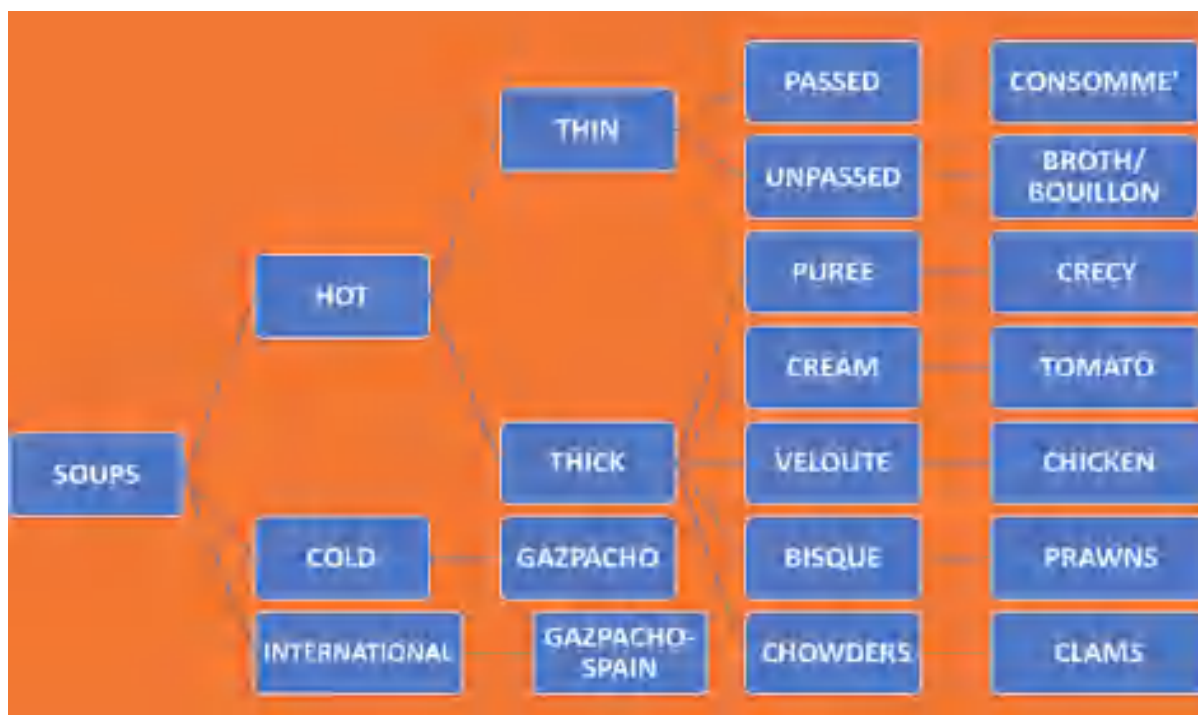 SOUPS
HOT
COLD
INTERNATIONAL
THIN
THICK
GAZPACHO
GAZPACHO-
SPAIN
PASSED
UNPASSED
PUREE
CREAM
VELOUTE
BISQUE
CHOWDERS
CONSOMME'
BROTH/
BOUILLON
CRECY
TOMATO
CHICKEN
PRAWNS
CLAMS